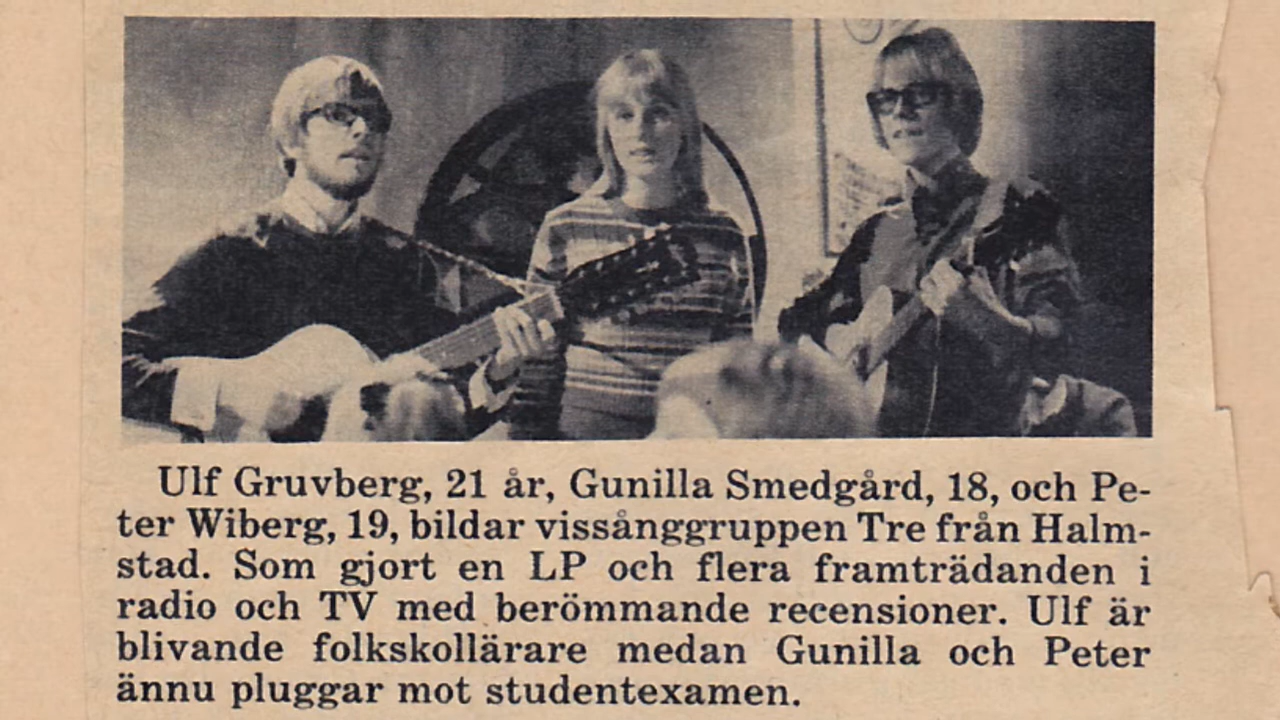 Ulf Gruvberg, 21 år, Gunilla Smedgård, 18, och Pe-
ter Wiberg, 19, bildar vissånggruppen Tre från Halm-
stad. Som gjort en LP och flera framträdanden i
radio och TV med berömmande recensioner. Ulf är
blivande folkskollärare medan Gunilla och Peter
ännu pluggar mot studentexamen.